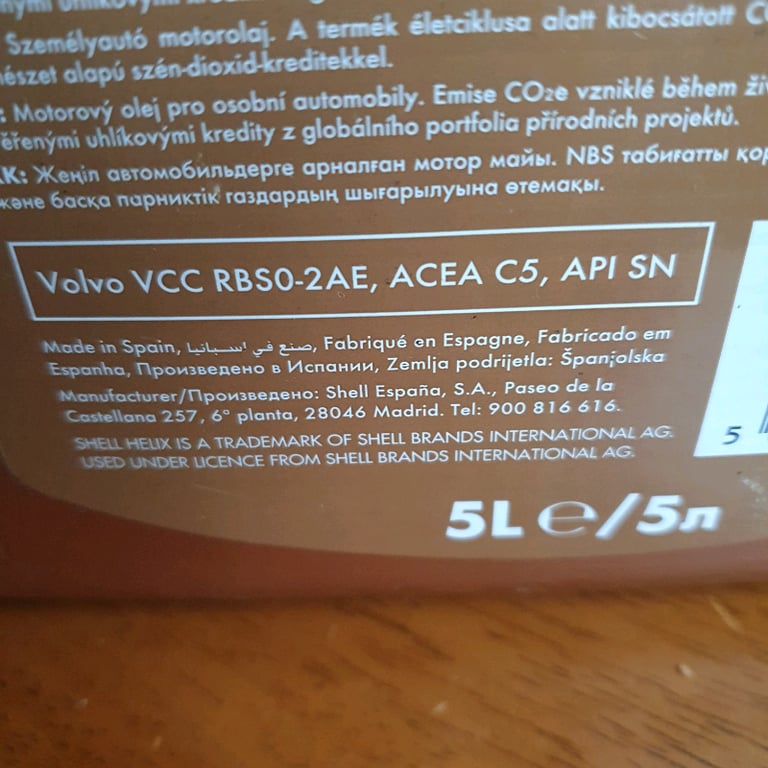 Személyautó motorolaj. A termék életciklusa alatt kibocsátott
alapú szén-dioxid-kreditekkel.
: Motorový olej pro osobní automobily. Emise CO₂e vzniklé během
uhlíkovými kredity z globálního portfolia přírodních projektů.
K: Жеңіл автомобильдерге арналған мотор майы. NBS табиғатты
және басқа парниктік газдардың шығарылуына өтемақы.
Volvo VCC RBS0-2AE, ACEA C5, API SN
Made in Spain, صنع في اسبانيا, Fabriqué en Espagne, Fabricado em
Espanha, Произведено в Испании, Zemlja podrijetla: Španjolska
Manufacturer/Произведено: Shell España, S.A., Paseo de la
Castellana 257, 6° planta, 28046 Madrid. Tel: 900 816 616.
SHELL HELIX IS A TRADEMARK OF SHELL BRANDS INTERNATIONAL AG.
USED UNDER LICENCE FROM SHELL BRANDS INTERNATIONAL AG.
5
5L ℮/5л